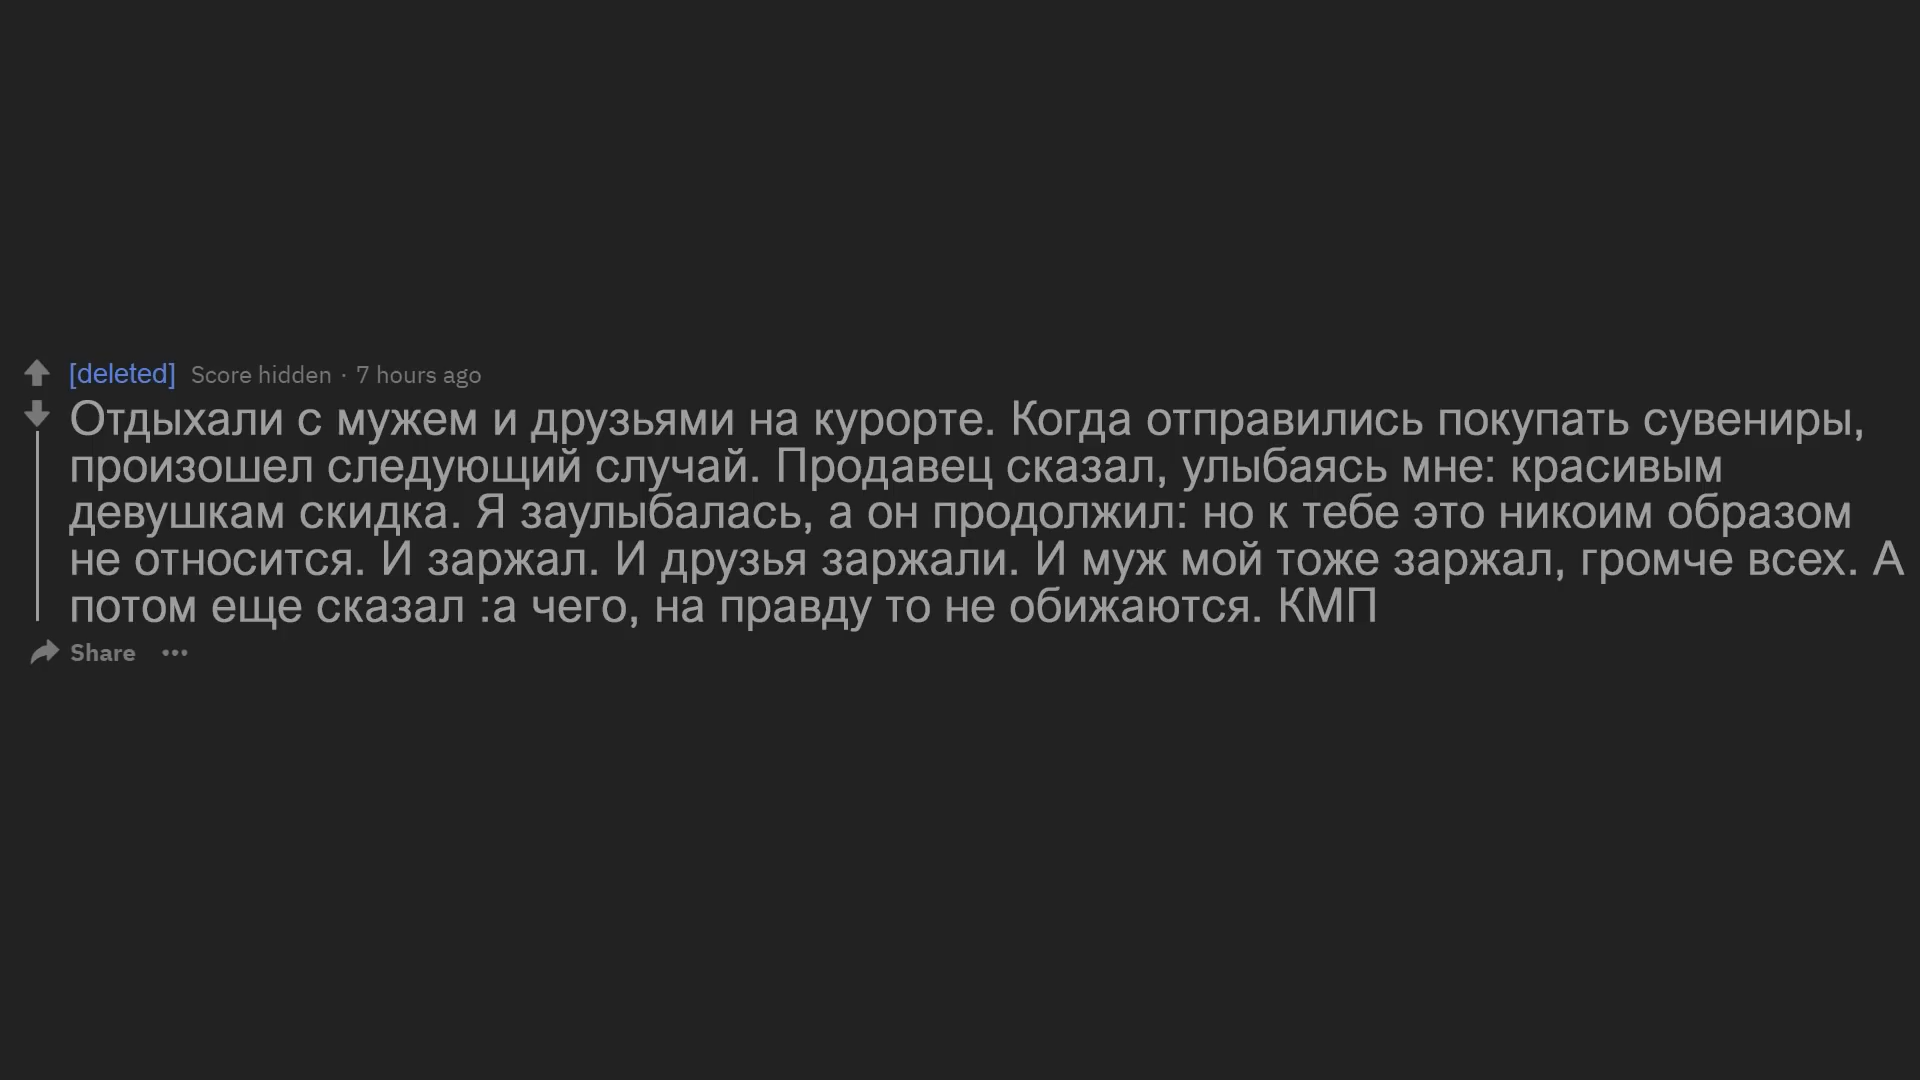 [deleted] Score hidden · 7 hours ago
Отдыхали с мужем и друзьями на курорте. Когда отправились покупать сувениры,
произошел следующий случай. Продавец сказал, улыбаясь мне: красивым
девушкам скидка. Я заулыбалась, а он продолжил: но к тебе это никоим образом
не относится. И заржал. И друзья заржали. И муж мой тоже заржал, громче всех. А
потом еще сказал :а чего, на правду то не обижаются. КМП
Share ···